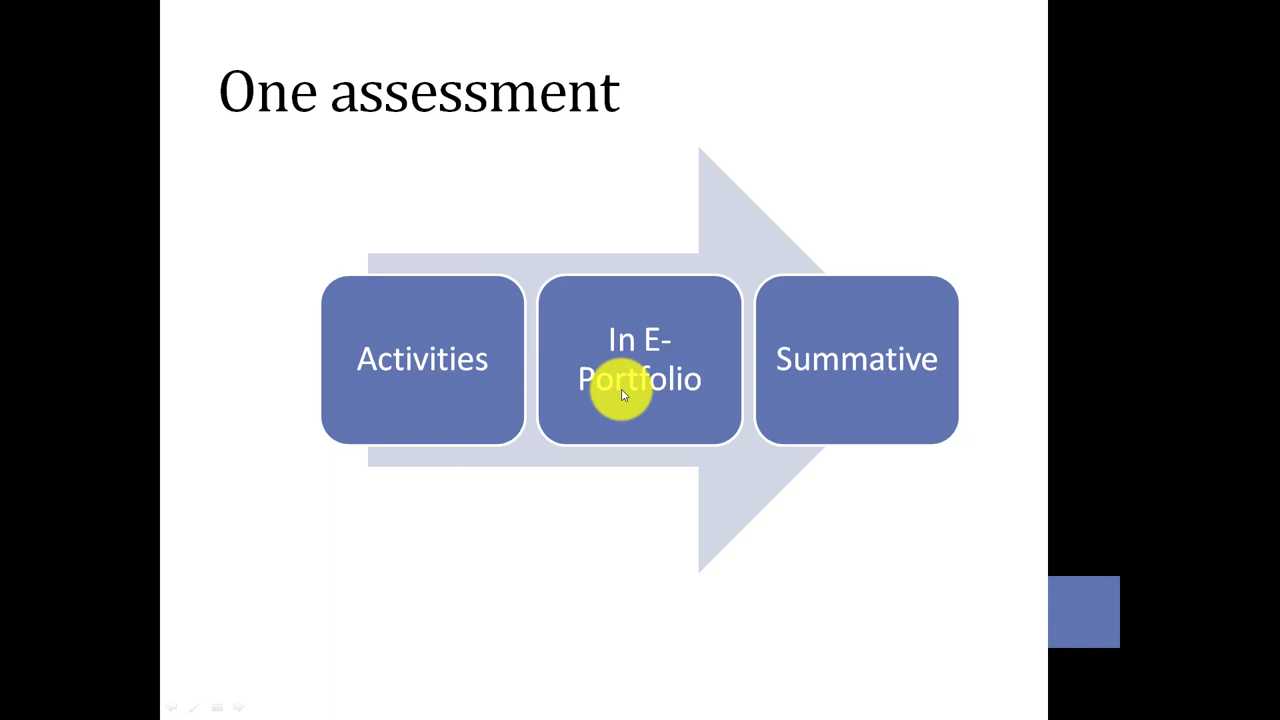 One assessment
Activities
In E-
Portfolio
Summative